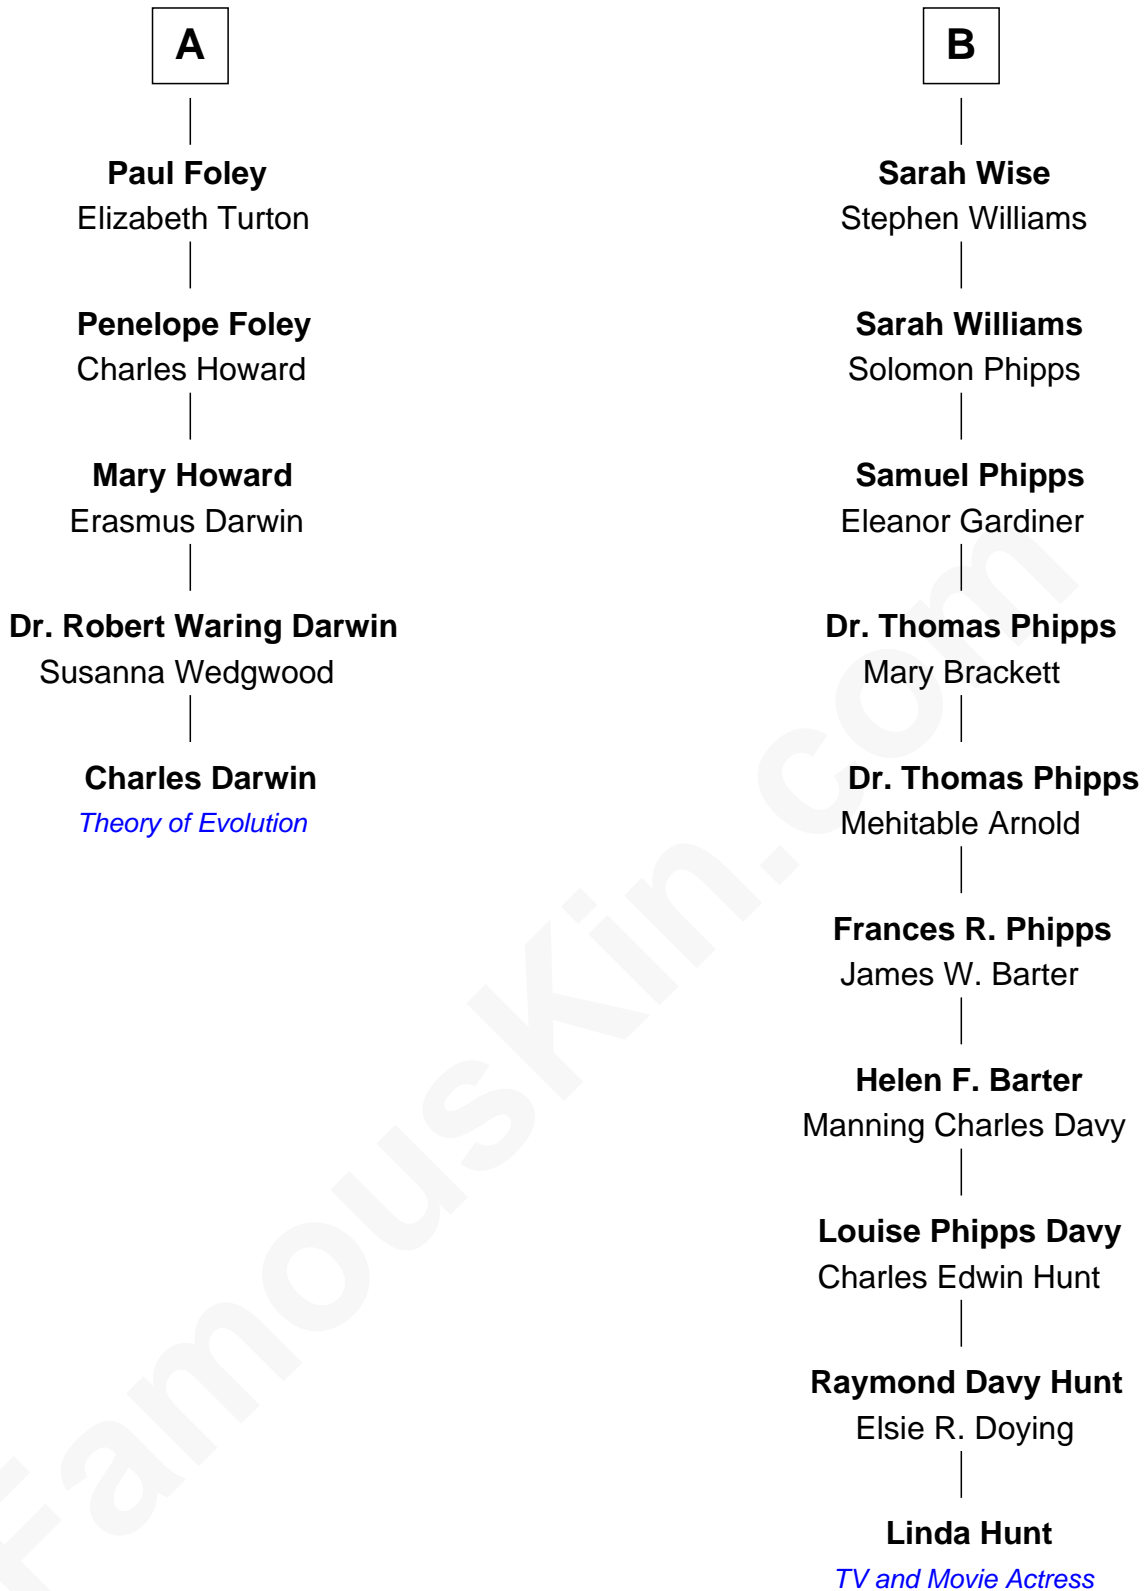 A
Paul Foley
Elizabeth Turton
Penelope Foley
Charles Howard
Mary Howard
Erasmus Darwin
Dr. Robert Waring Darwin
Susanna Wedgwood
Charles Darwin
Theory of Evolution
B
Sarah Wise
Stephen Williams
Sarah Williams
Solomon Phipps
Samuel Phipps
Eleanor Gardiner
Dr. Thomas Phipps
Mary Brackett
Dr. Thomas Phipps
Mehitable Arnold
Frances R. Phipps
James W. Barter
Helen F. Barter
Manning Charles Davy
Louise Phipps Davy
Charles Edwin Hunt
Raymond Davy Hunt
Elsie R. Doying
Linda Hunt
TV and Movie Actress
FamousKin.com